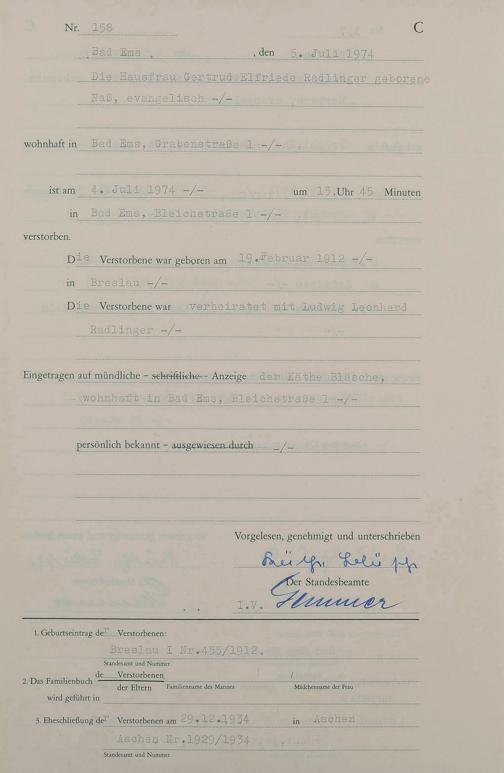 Nr. 158 C
Bad Ems , den 5. Juli 1974
Die Hausfrau Gertrud Elfriede Radlinger geborene
Naß, evangelisch -/-
wohnhaft in Bad Ems, Grabenstraße 1 -/-
ist am 4. Juli 1974 -/- um 15.Uhr 45 Minuten
in Bad Ems, Bleichstraße 1 -/-
verstorben.
Die Verstorbene war geboren am 19.Februar 1912 -/-
in Breslau -/-
Die Verstorbene war verheiratet mit Ludwig Leonhard
Radlinger -/-
Eingetragen auf mündliche – schriftliche – Anzeige der Käthe Bläsche,
wohnhaft in Bad Ems, Bleichstraße 1 -/-
persönlich bekannt – ausgewiesen durch -/-
Vorgelesen, genehmigt und unterschrieben
Der Standesbeamte
I.V.
1. Geburtseintrag der Verstorbenen:
Breslau I Nr.455/1912.
Standesamt und Nummer
2. Das Familienbuch de Verstorbenen /
der Eltern Familienname des Mannes Mädchenname der Frau
wird geführt in
3. Eheschließung der Verstorbenen am 29.12.1934 in Aachen
Aachen Nr.1929/1934
Standesamt und Nummer